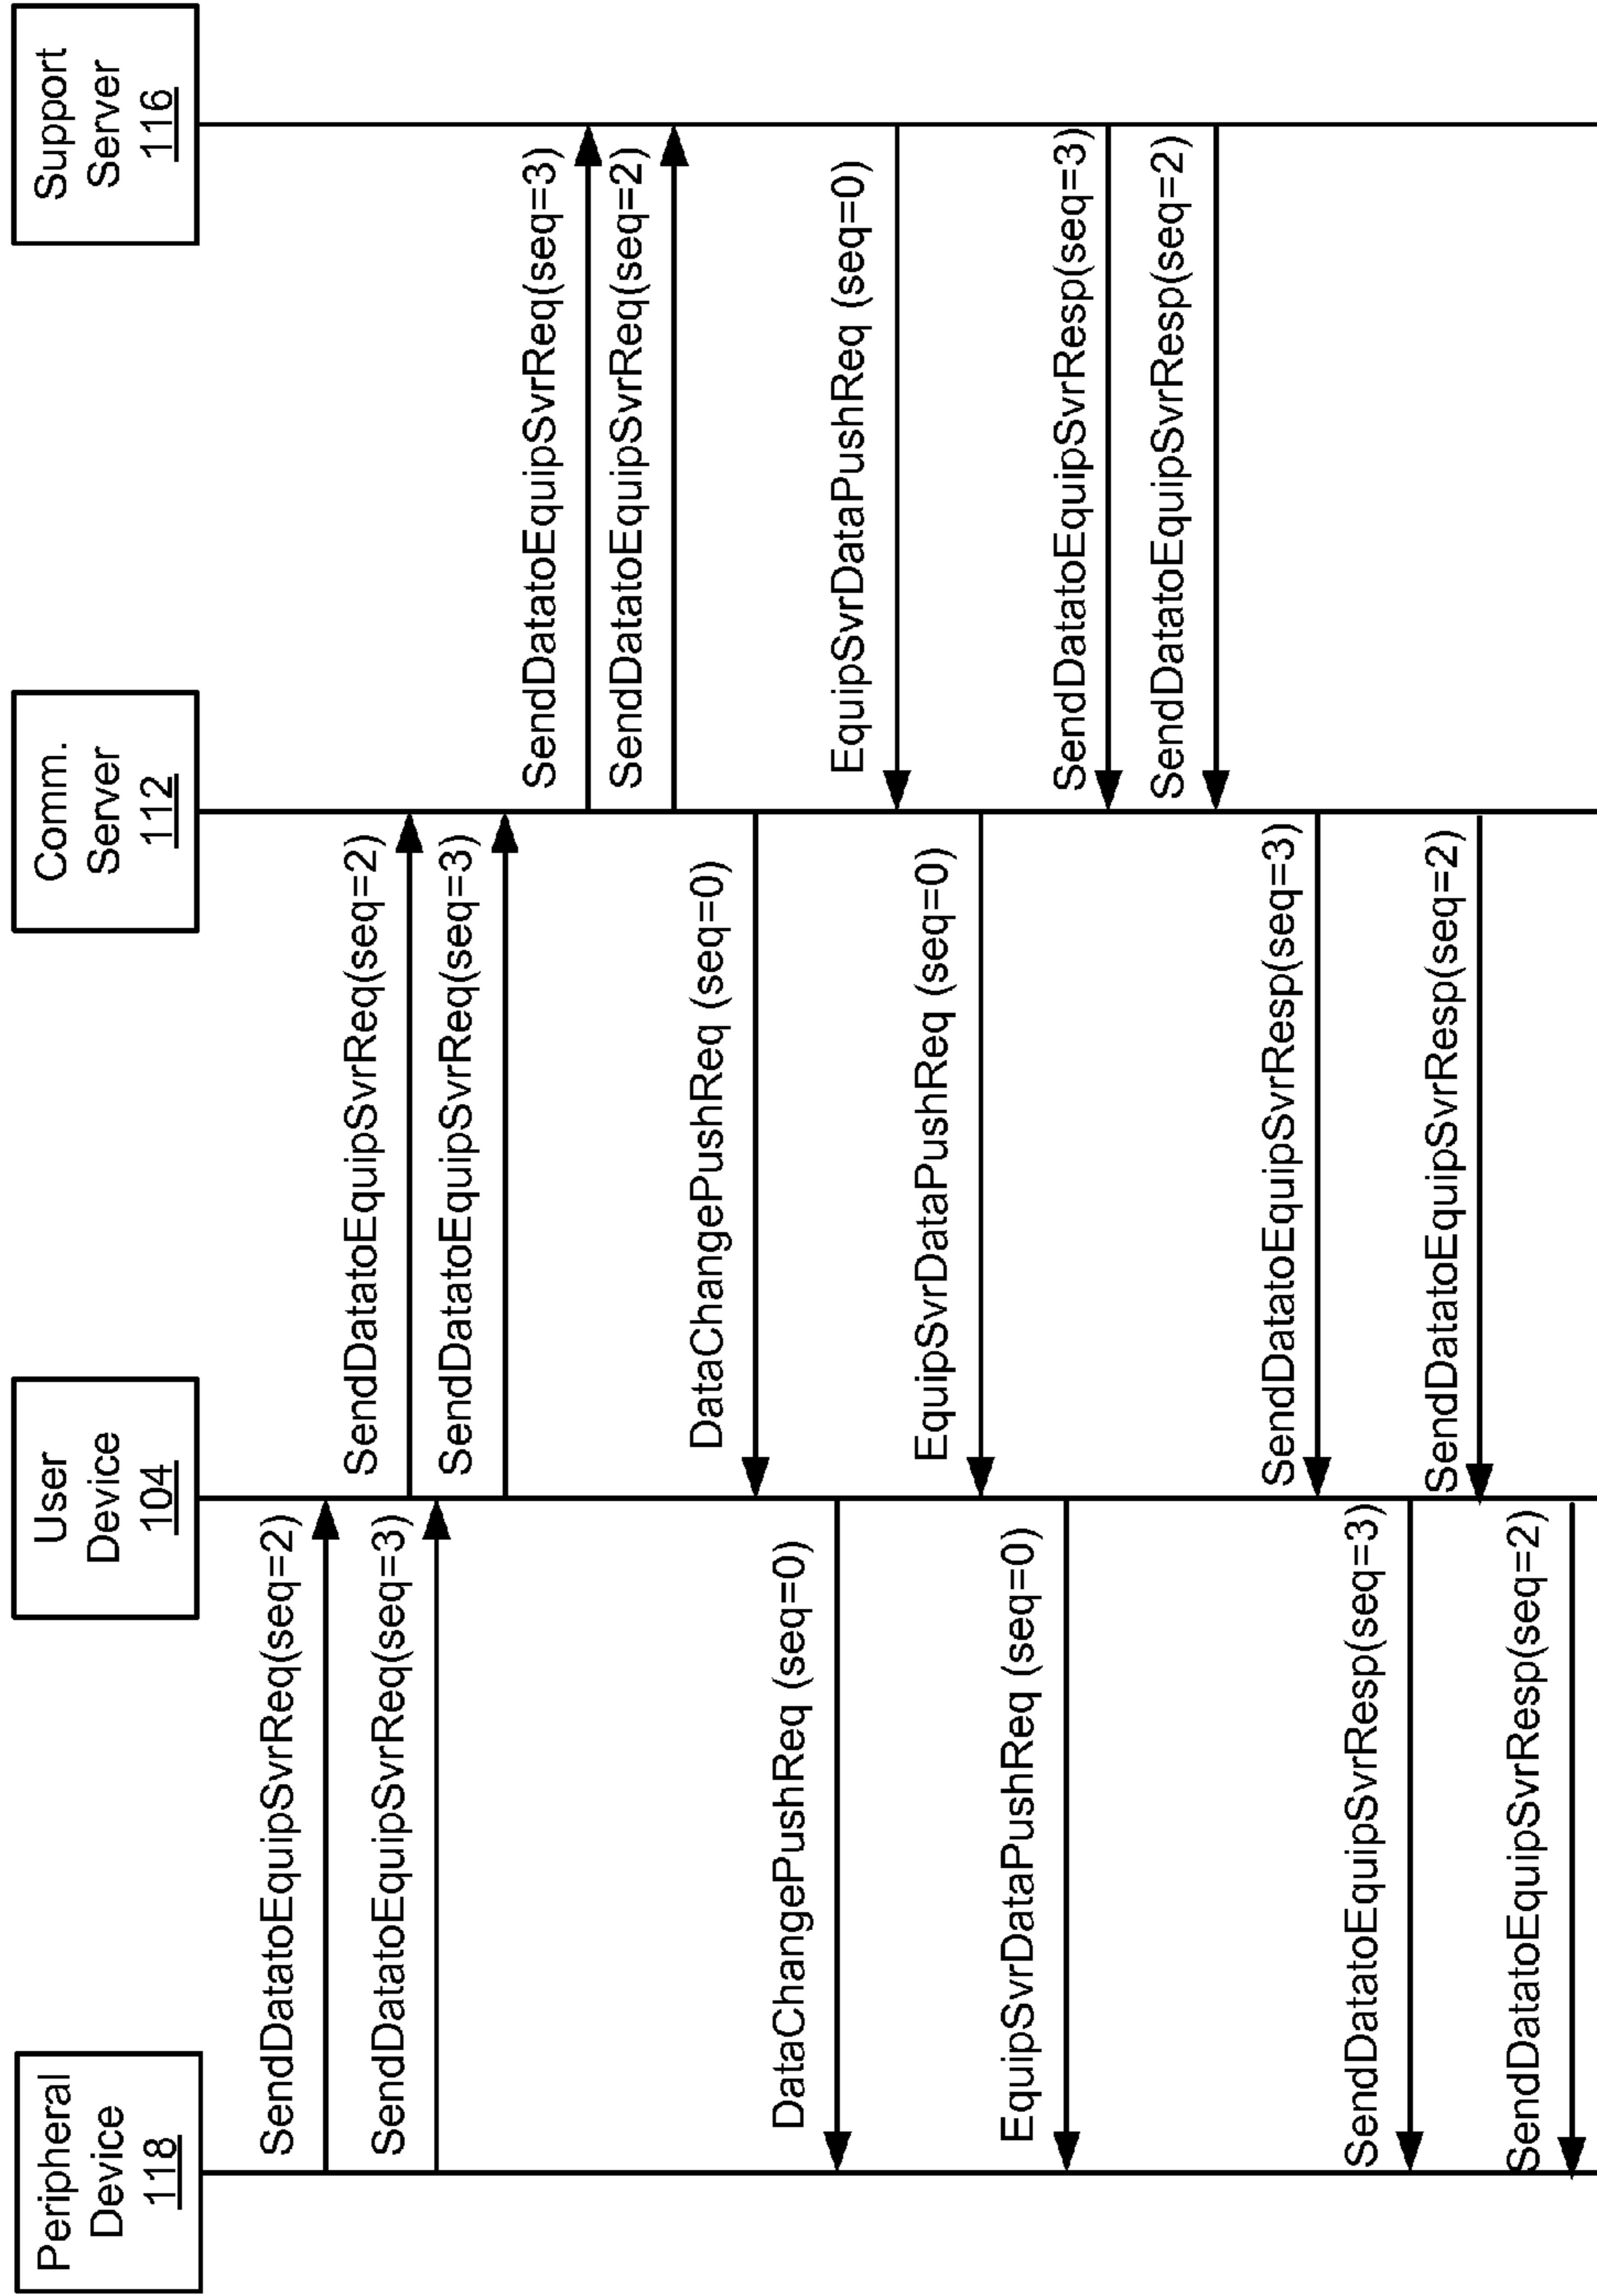 Peripheral
Device
118
User
Device
104
Comm.
Server
112
Support
Server
116
SendDatatoEquipSvrReq(seq=2)
SendDatatoEquipSvrReq(seq=2)
SendDatatoEquipSvrReq(seq=3)
SendDatatoEquipSvrReq(seq=3)
SendDatatoEquipSvrReq(seq=3)
SendDatatoEquipSvrReq(seq=2)
DataChangePushReq (seq=0)
DataChangePushReq (seq=0)
EquipSvrDataPushReq (seq=0)
EquipSvrDataPushReq (seq=0)
EquipSvrDataPushReq (seq=0)
SendDatatoEquipSvrResp(seq=3)
SendDatatoEquipSvrResp(seq=2)
SendDatatoEquipSvrResp(seq=3)
SendDatatoEquipSvrResp(seq=3)
SendDatatoEquipSvrResp(seq=2)
SendDatatoEquipSvrResp(seq=2)